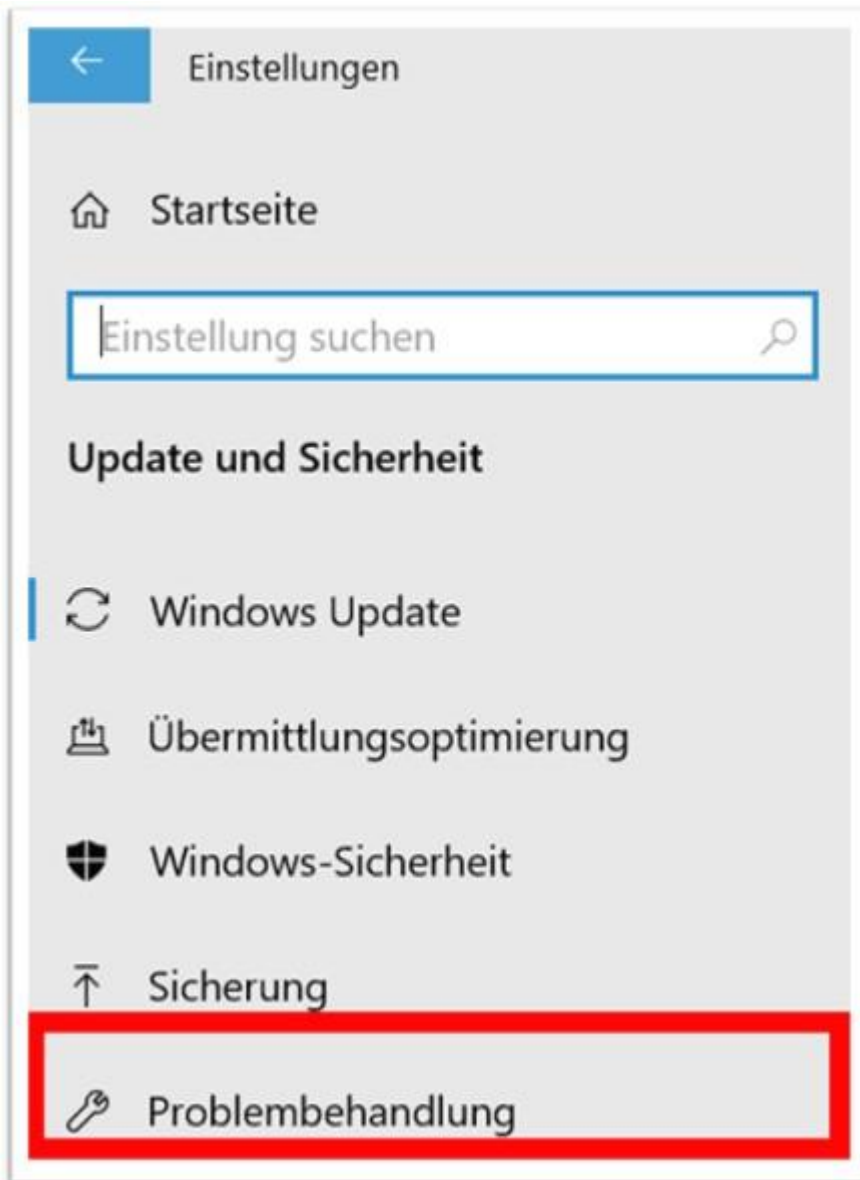 Einstellungen
Startseite
Einstellung suchen
Update und Sicherheit
Windows Update
Übermittlungsoptimierung
Windows-Sicherheit
Sicherung
Problembehandlung